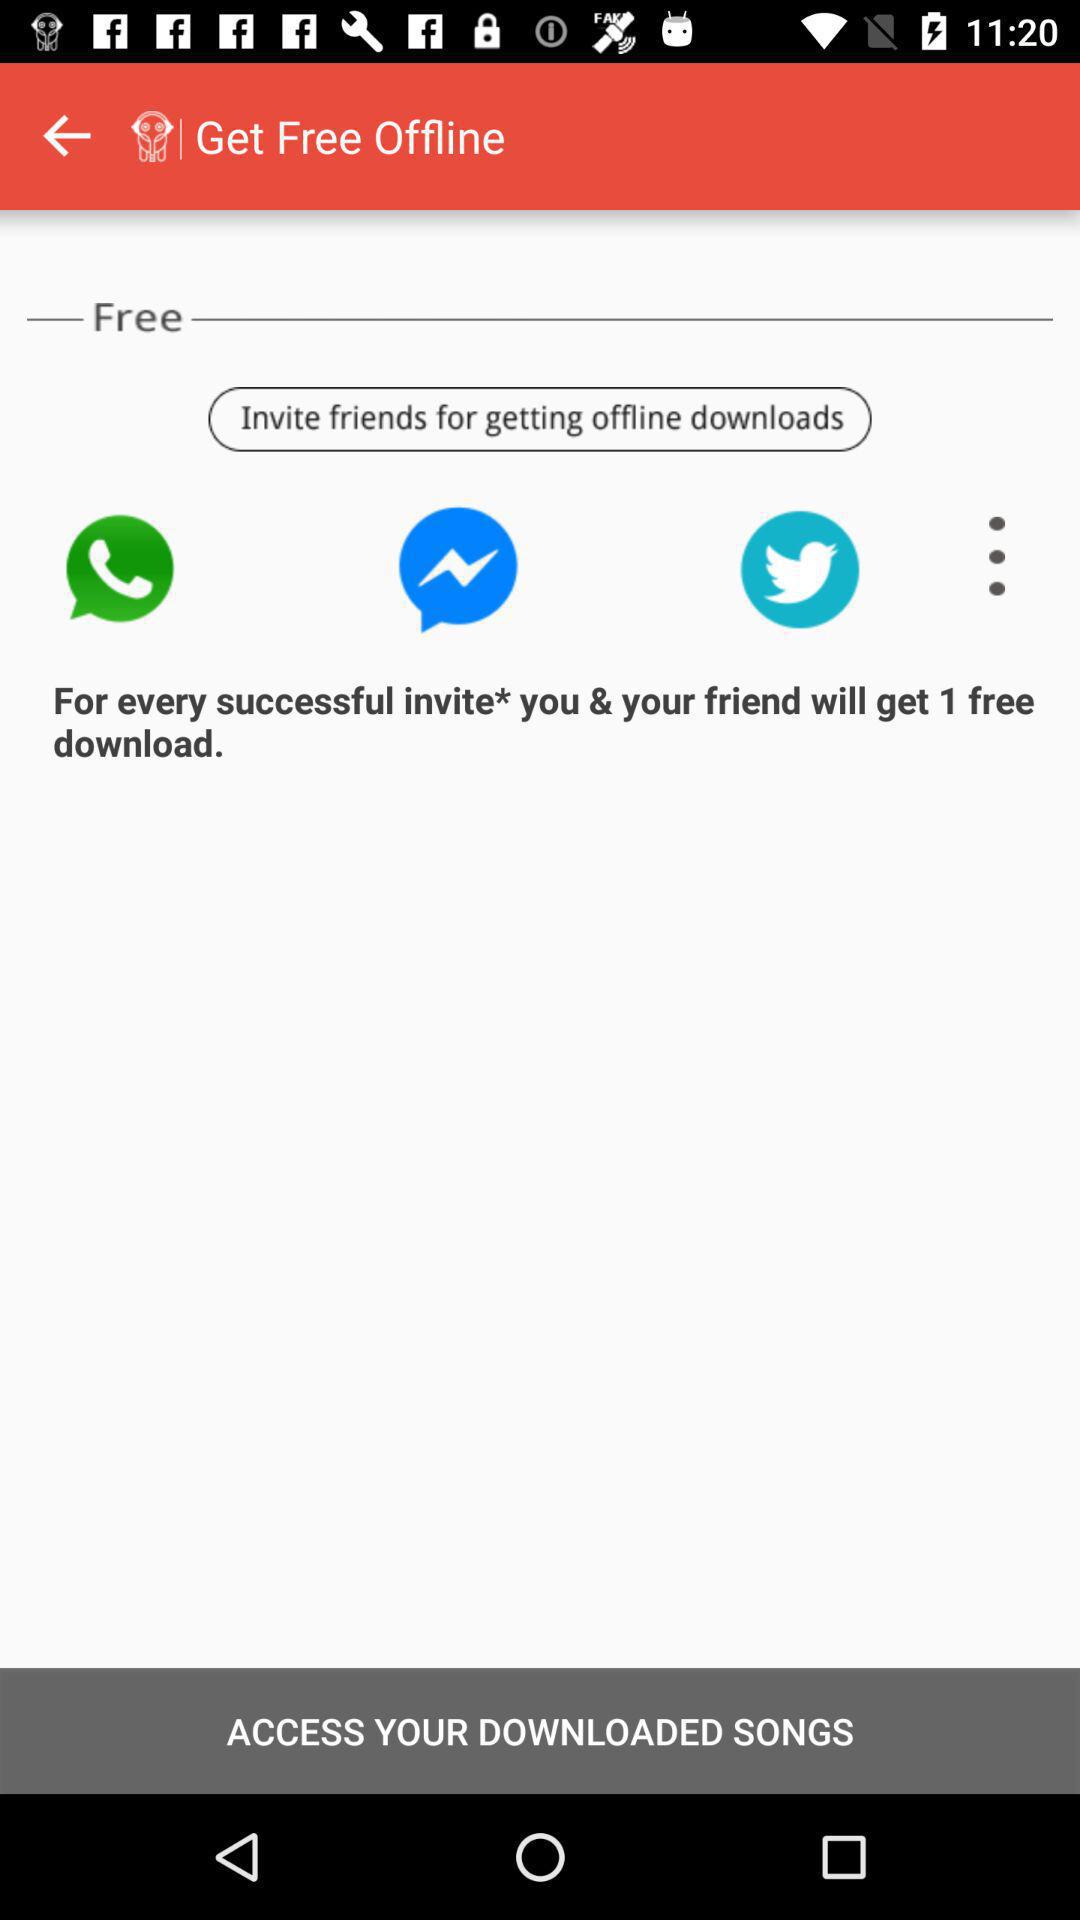 FAKE
11:20
Get Free Offline
Free
Invite friends for getting offline downloads
For every successful invite* you & your friend will get 1 free
download.
ACCESS YOUR DOWNLOADED SONGS